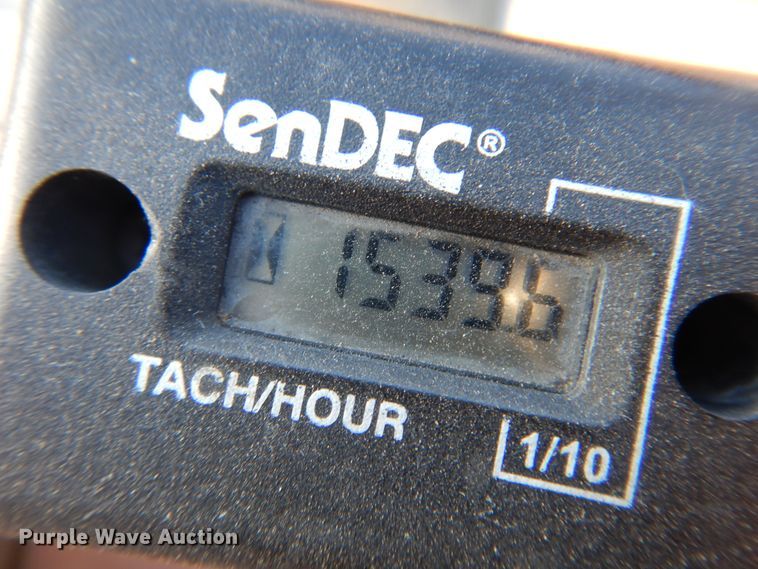 SenDEC®
1539.6
TACH/HOUR
1/10
Purple Wave Auction